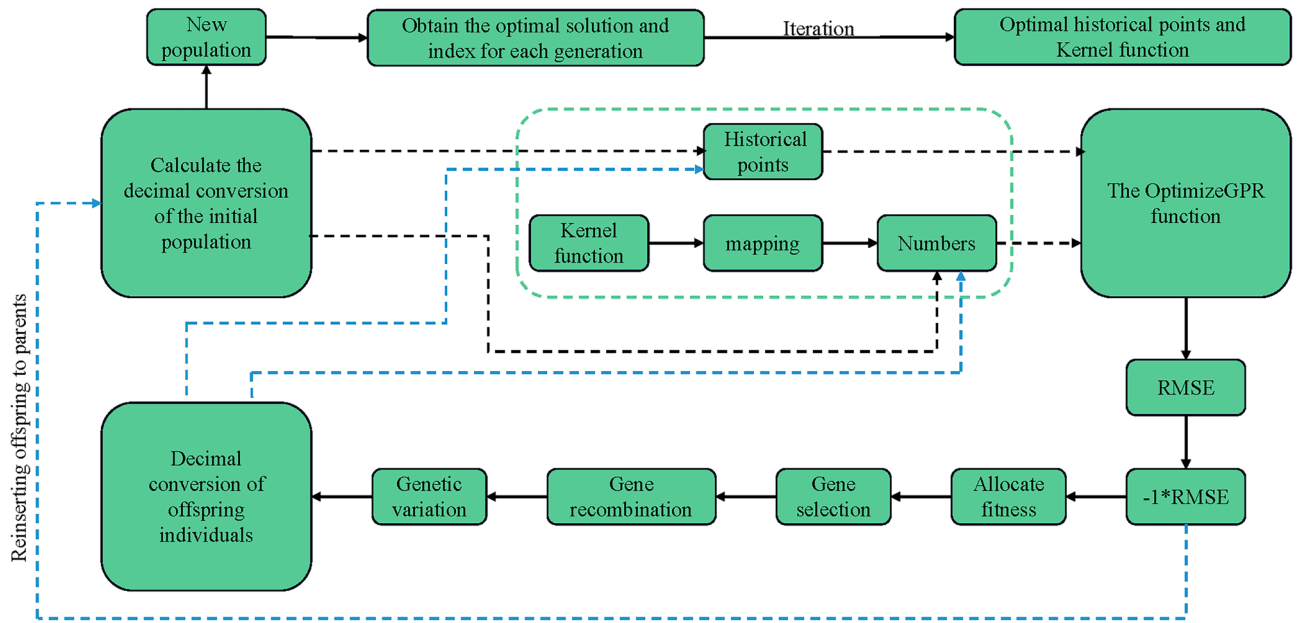 New
population
Obtain the optimal solution and
index for each generation
Iteration
Optimal historical points and
Kernel function
Calculate the
decimal conversion
of the initial
population
Historical
points
Kernel
function
mapping
Numbers
The OptimizeGPR
function
Reinserting offspring to parents
RMSE
-1*RMSE
Allocate
fitness
Gene
selection
Gene
recombination
Genetic
variation
Decimal
conversion of
offspring
individuals